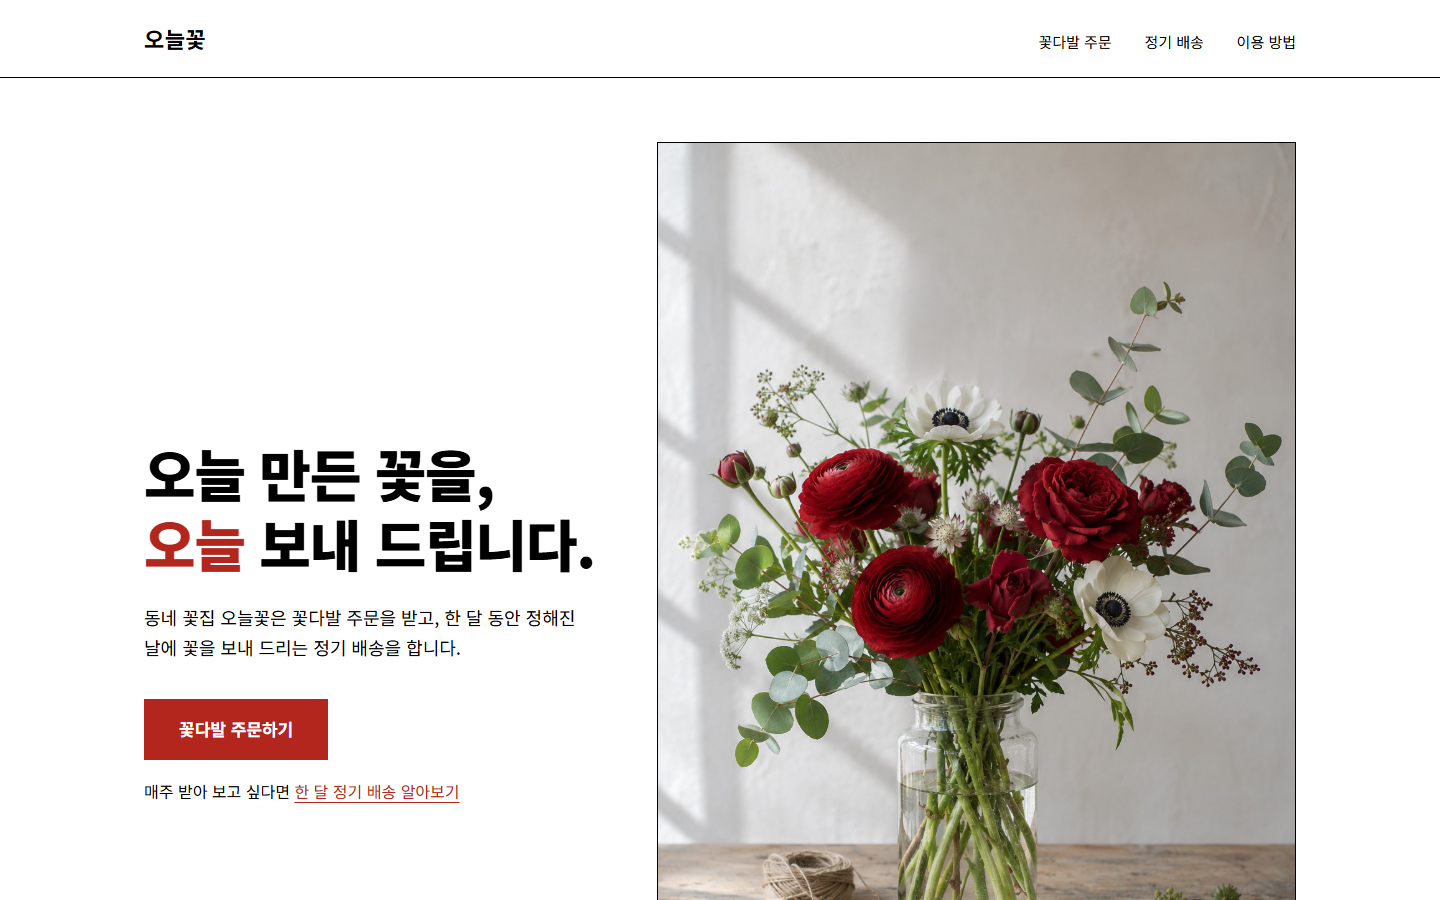 오늘꽃
꽃다발 주문
정기 배송
이용 방법
오늘 만든 꽃을,
오늘 보내 드립니다.
동네 꽃집 오늘꽃은 꽃다발 주문을 받고, 한 달 동안 정해진
날에 꽃을 보내 드리는 정기 배송을 합니다.
꽃다발 주문하기
매주 받아 보고 싶다면 한 달 정기 배송 알아보기